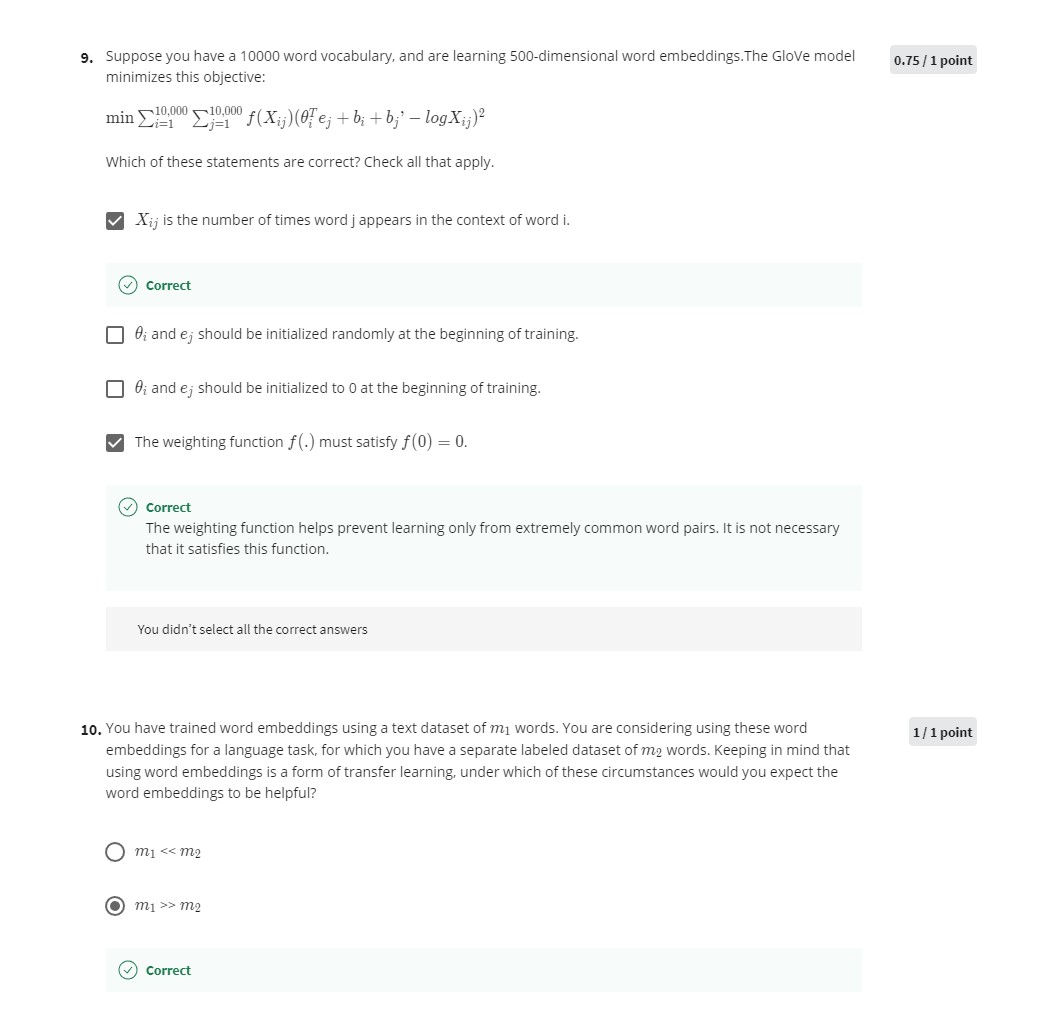 9. Suppose you have a 10000 word vocabulary, and are learning 500-dimensional word embeddings.The GloVe model
0.75 / 1 point
minimizes this objective:
min ∑_{i=1}^{10,000} ∑_{j=1}^{10,000} f(X_{ij})(θ_i^T e_j + b_i + b_j' − logX_{ij})^2
Which of these statements are correct? Check all that apply.
X_{ij} is the number of times word j appears in the context of word i.
Correct
θ_i and e_j should be initialized randomly at the beginning of training.
θ_i and e_j should be initialized to 0 at the beginning of training.
The weighting function f(.) must satisfy f(0) = 0.
Correct
The weighting function helps prevent learning only from extremely common word pairs. It is not necessary
that it satisfies this function.
You didn't select all the correct answers
10. You have trained word embeddings using a text dataset of m_1 words. You are considering using these word
1 / 1 point
embeddings for a language task, for which you have a separate labeled dataset of m_2 words. Keeping in mind that
using word embeddings is a form of transfer learning, under which of these circumstances would you expect the
word embeddings to be helpful?
m_1 << m_2
m_1 >> m_2
Correct